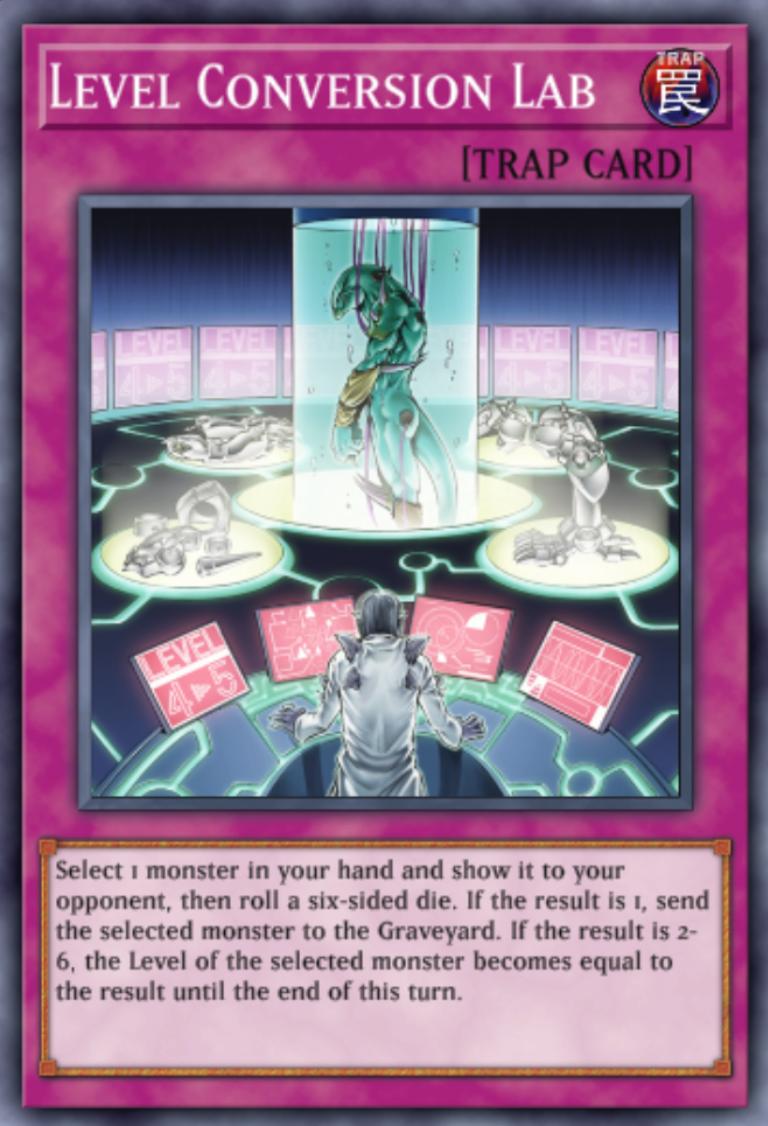 LEVEL CONVERSION LAB
TRAP
罠
[TRAP CARD]
LEVEL LEVEL LEVEL LEVEL
4▶5 4▶5 4▶5 4▶5
LEVEL
4▶5
Select 1 monster in your hand and show it to your
opponent, then roll a six-sided die. If the result is 1, send
the selected monster to the Graveyard. If the result is 2-
6, the Level of the selected monster becomes equal to
the result until the end of this turn.